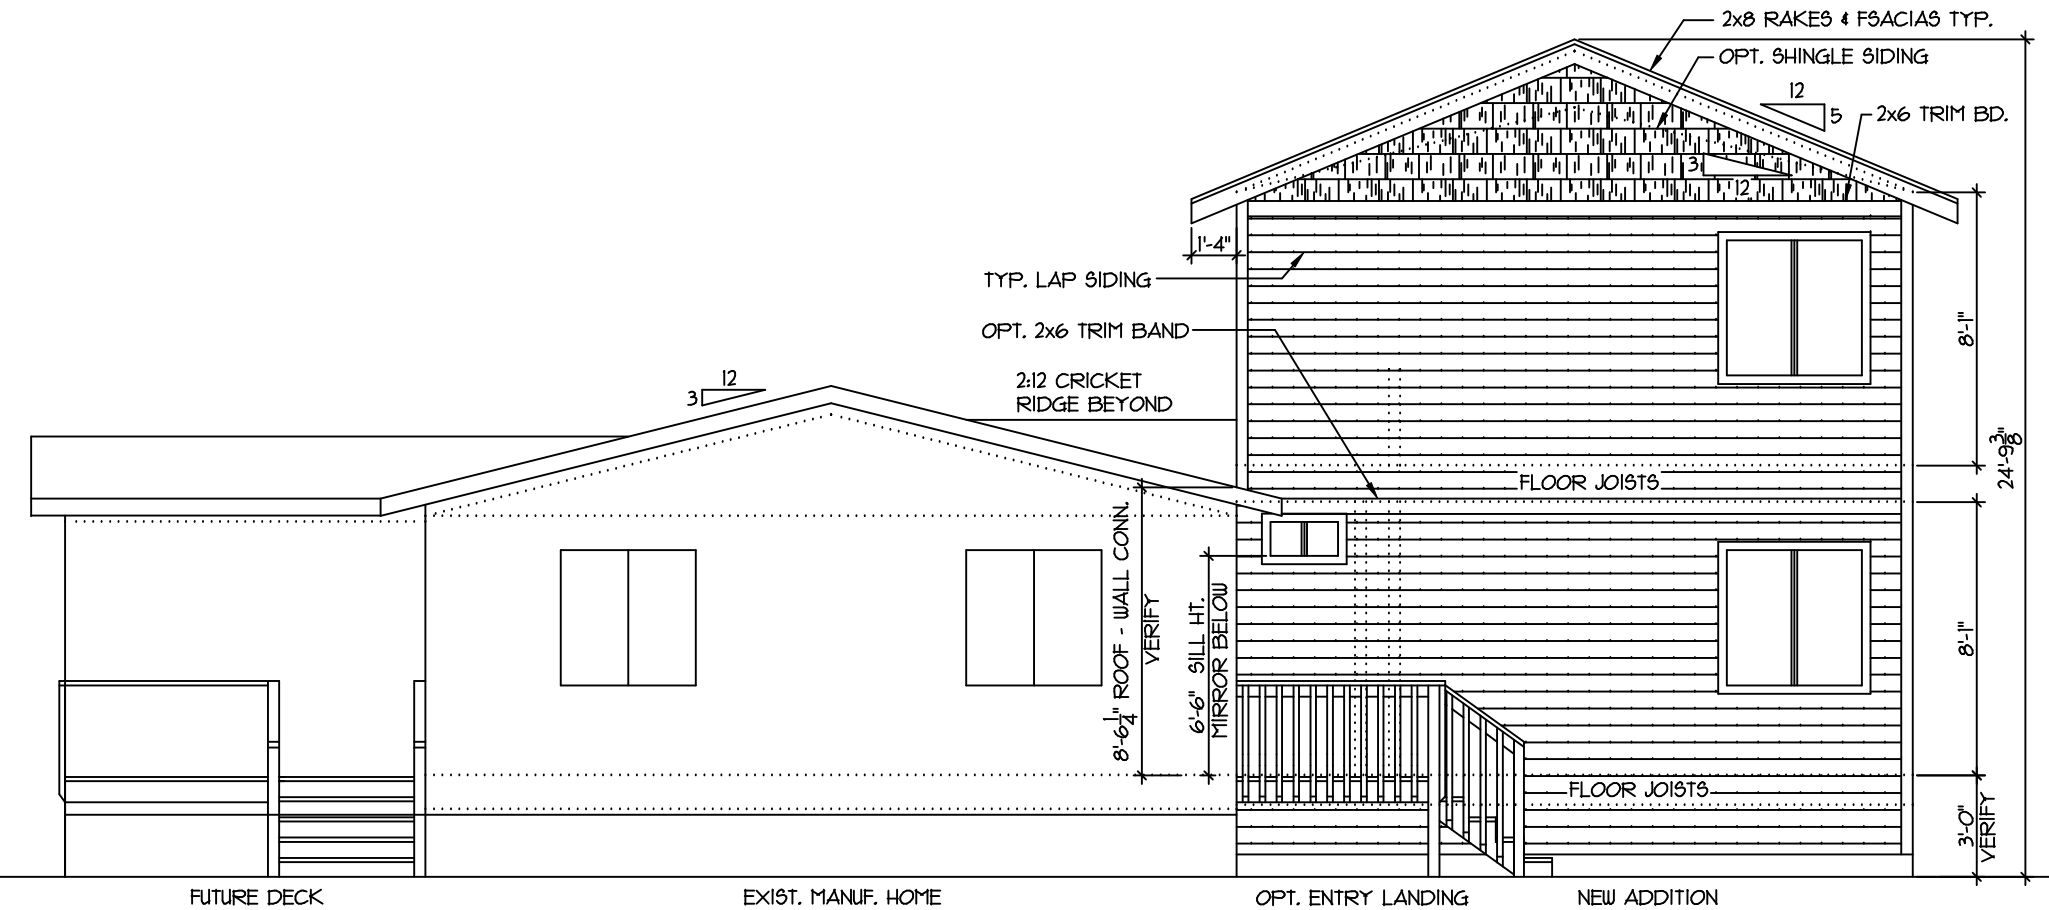 2x8 RAKES & FSACIAS TYP.
OPT. SHINGLE SIDING
12
5
2x6 TRIM BD.
3
12
1'-4"
TYP. LAP SIDING
OPT. 2x6 TRIM BAND
8'-1"
12
3
2:12 CRICKET
RIDGE BEYOND
24'-9 3/8"
FLOOR JOISTS
8'-6 1/4" ROOF - WALL CONN.
VERIFY
6'-6" SILL HT.
MIRROR BELOW
8'-1"
FLOOR JOISTS
3'-0"
VERIFY
FUTURE DECK
EXIST. MANUF. HOME
OPT. ENTRY LANDING
NEW ADDITION